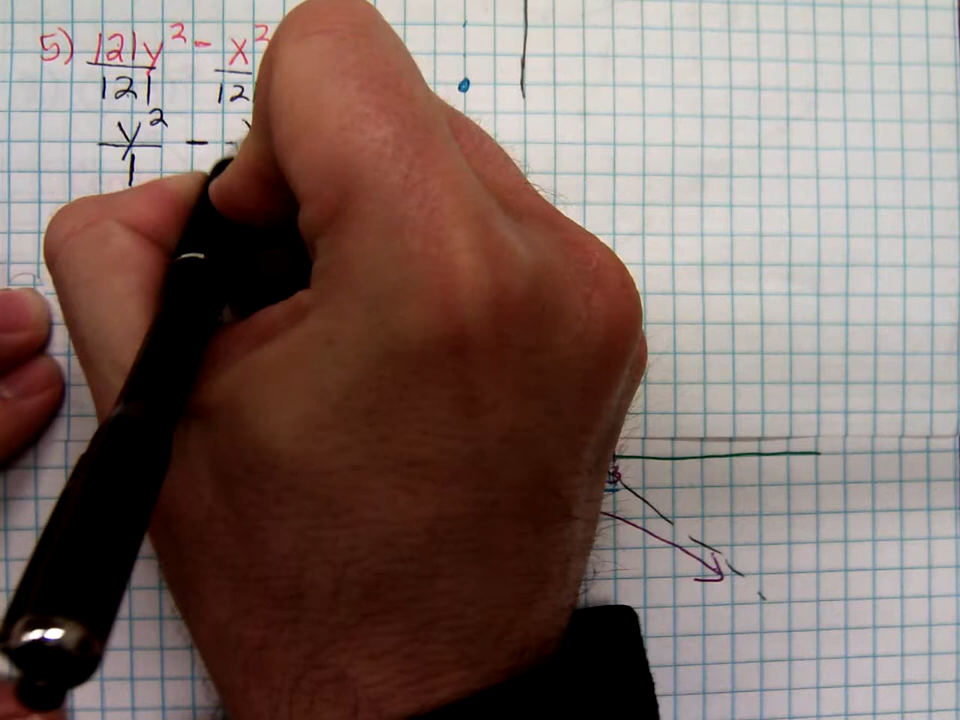 5) 121y² - x²
121 12
y² -
1